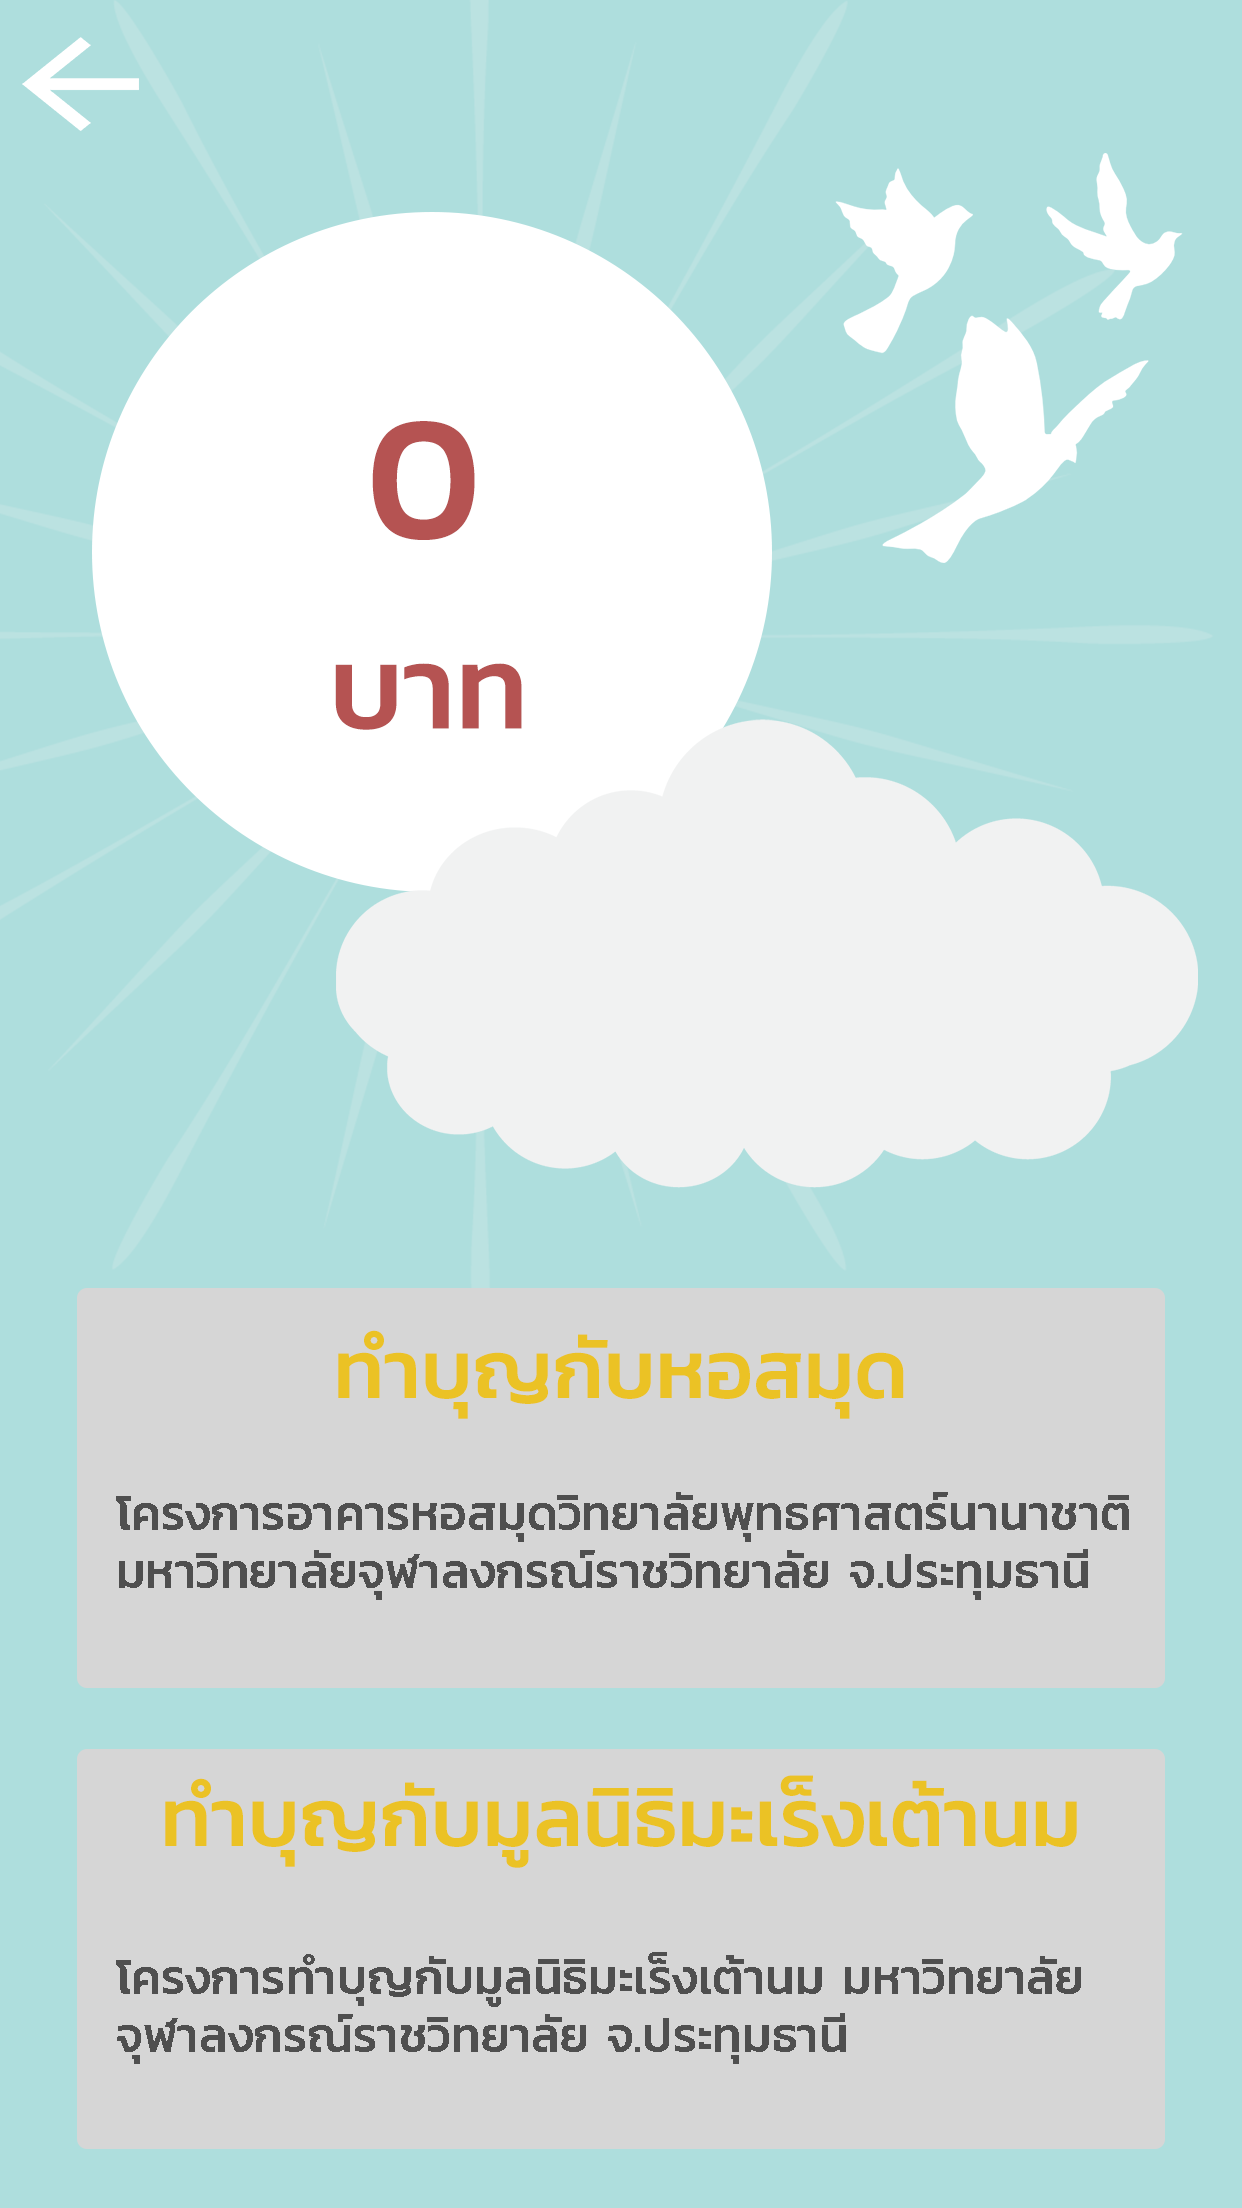 0
บาท
ทำบุญกับหอสมุด
โครงการอาคารหอสมุดวิทยาลัยพุทธศาสตร์นานาชาติ
มหาวิทยาลัยจุฬาลงกรณ์ราชวิทยาลัย จ.ประทุมธานี
ทำบุญกับมูลนิธิมะเร็งเต้านม
โครงการทำบุญกับมูลนิธิมะเร็งเต้านม มหาวิทยาลัย
จุฬาลงกรณ์ราชวิทยาลัย จ.ประทุมธานี